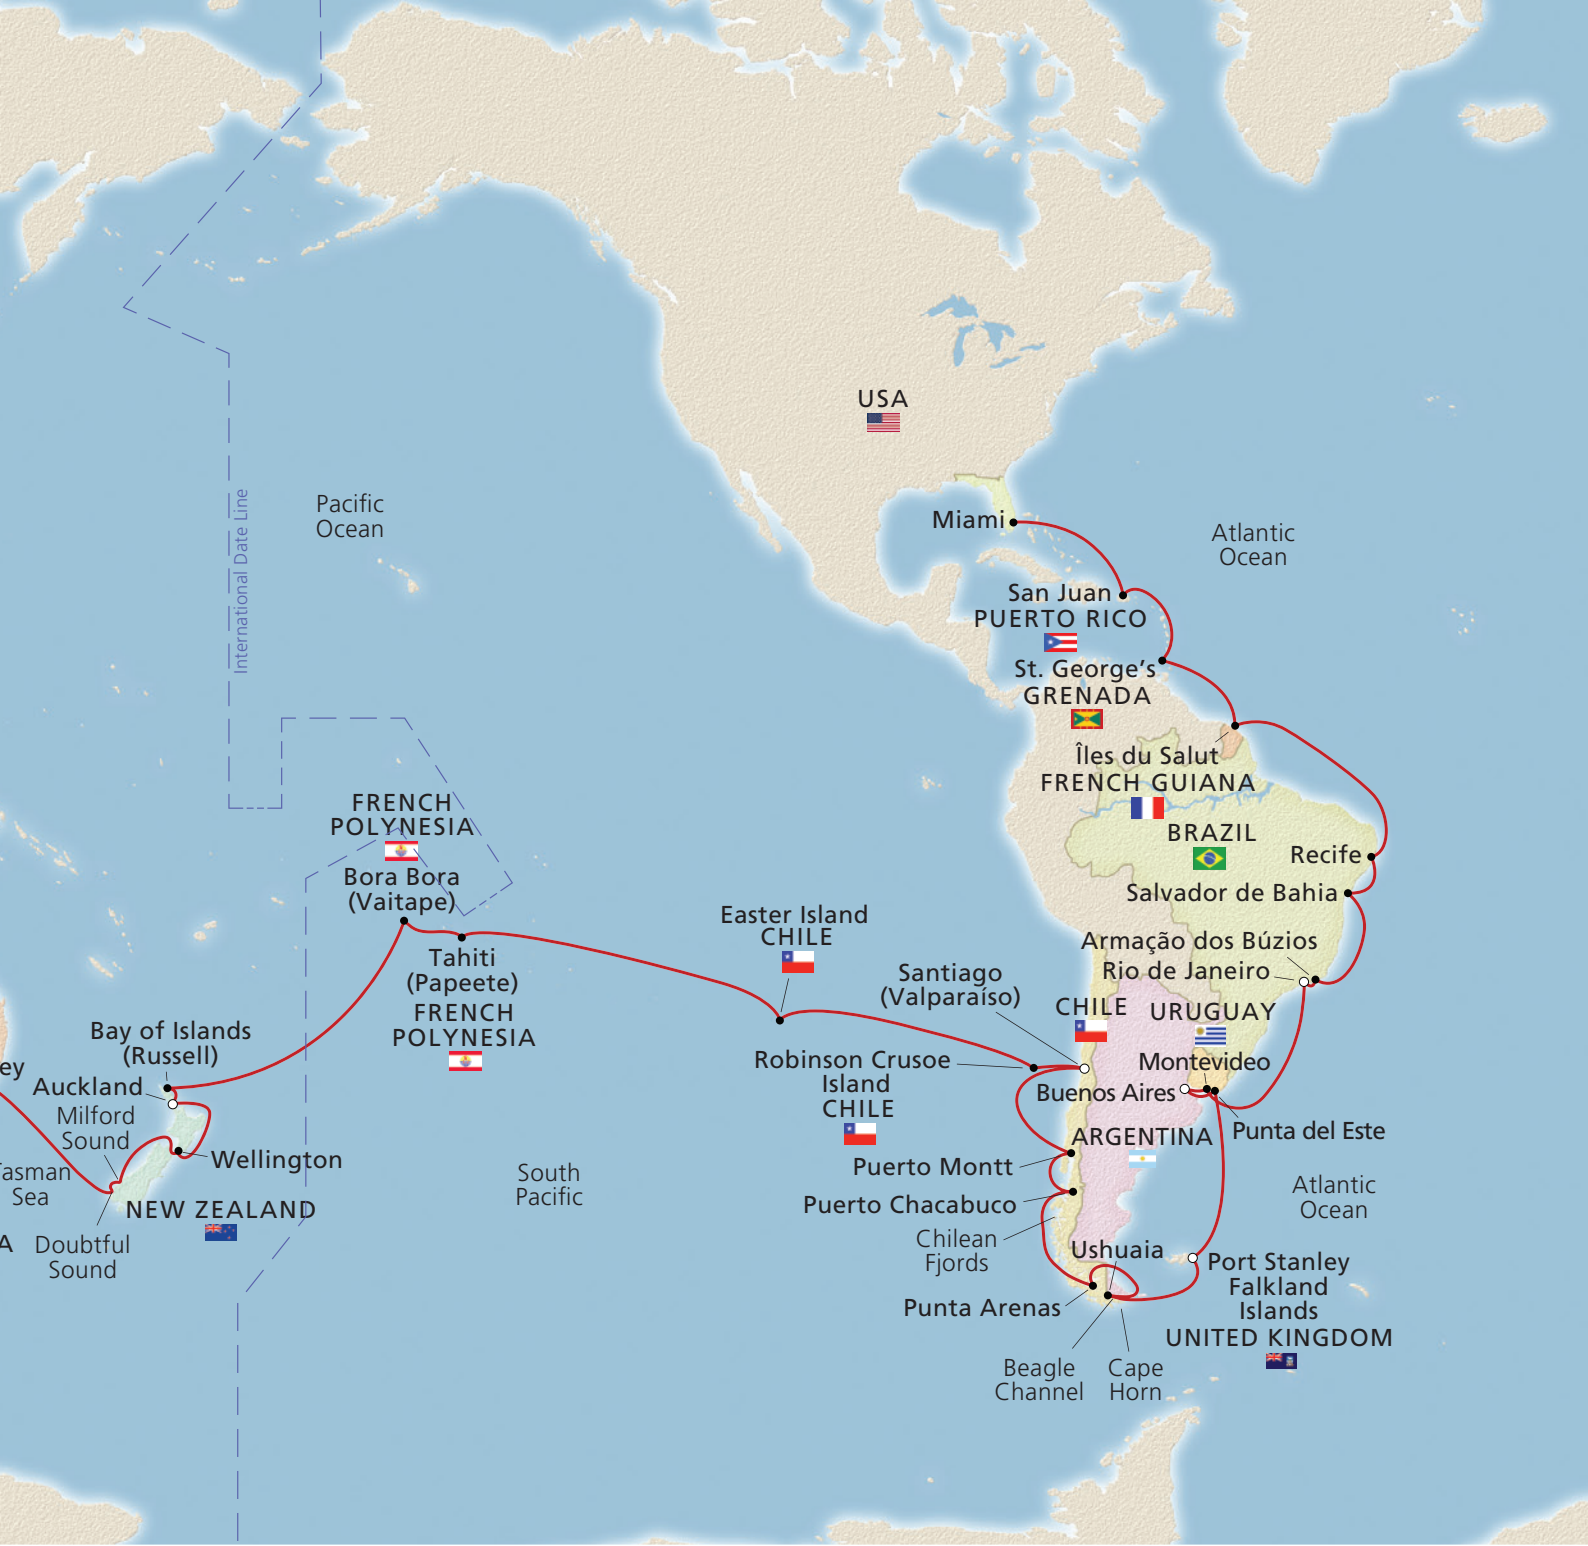 USA
Pacific
Ocean
International Date Line
Miami
Atlantic
Ocean
San Juan
PUERTO RICO
St. George’s
GRENADA
Îles du Salut
FRENCH GUIANA
BRAZIL
Recife
Salvador de Bahia
Armação dos Búzios
Rio de Janeiro
FRENCH
POLYNESIA
Bora Bora
(Vaitape)
Tahiti
(Papeete)
FRENCH
POLYNESIA
Easter Island
CHILE
Santiago
(Valparaíso)
CHILE
URUGUAY
Montevideo
Buenos Aires
Robinson Crusoe
Island
CHILE
ARGENTINA
Punta del Este
Puerto Montt
Puerto Chacabuco
Chilean
Fjords
Ushuaia
Punta Arenas
Atlantic
Ocean
Port Stanley
Falkland
Islands
UNITED KINGDOM
Beagle
Channel
Cape
Horn
South
Pacific
Bay of Islands
(Russell)
ey
Auckland
Milford
Sound
Wellington
asman
Sea
NEW ZEALAND
A
Doubtful
Sound